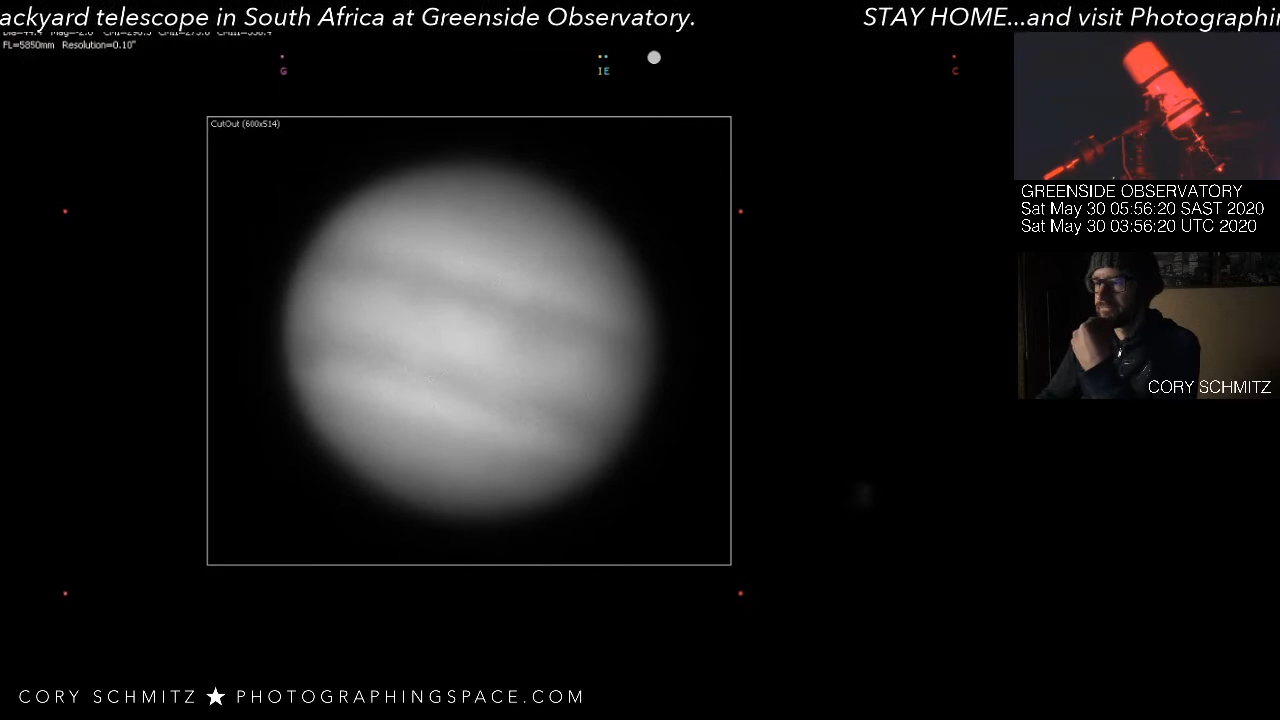 ackyard telescope in South Africa at Greenside Observatory. STAY HOME...and visit Photographi
FL=5850mm Resolution=0.10"
G IE C
CutOut (600x514)
GREENSIDE OBSERVATORY
Sat May 30 05:56:20 SAST 2020
Sat May 30 03:56:20 UTC 2020
CORY SCHMITZ
CORY SCHMITZ ★ PHOTOGRAPHINGSPACE.COM